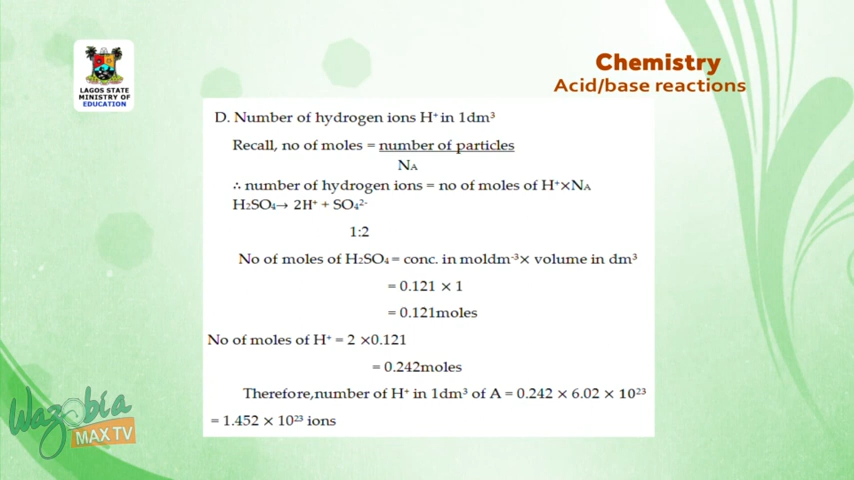 LAGOS STATE
MINISTRY OF
EDUCATION
Chemistry
Acid/base reactions
D. Number of hydrogen ions H⁺ in 1dm³
Recall, no of moles = number of particles
Nᴀ
∴ number of hydrogen ions = no of moles of H⁺×Nᴀ
H₂SO₄→ 2H⁺ + SO₄²⁻
1:2
No of moles of H₂SO₄ = conc. in moldm⁻³× volume in dm³
= 0.121 × 1
= 0.121moles
No of moles of H⁺ = 2 ×0.121
= 0.242moles
Therefore,number of H⁺ in 1dm³ of A = 0.242 × 6.02 × 10²³
= 1.452 × 10²³ ions
Wazobia
MAX TV